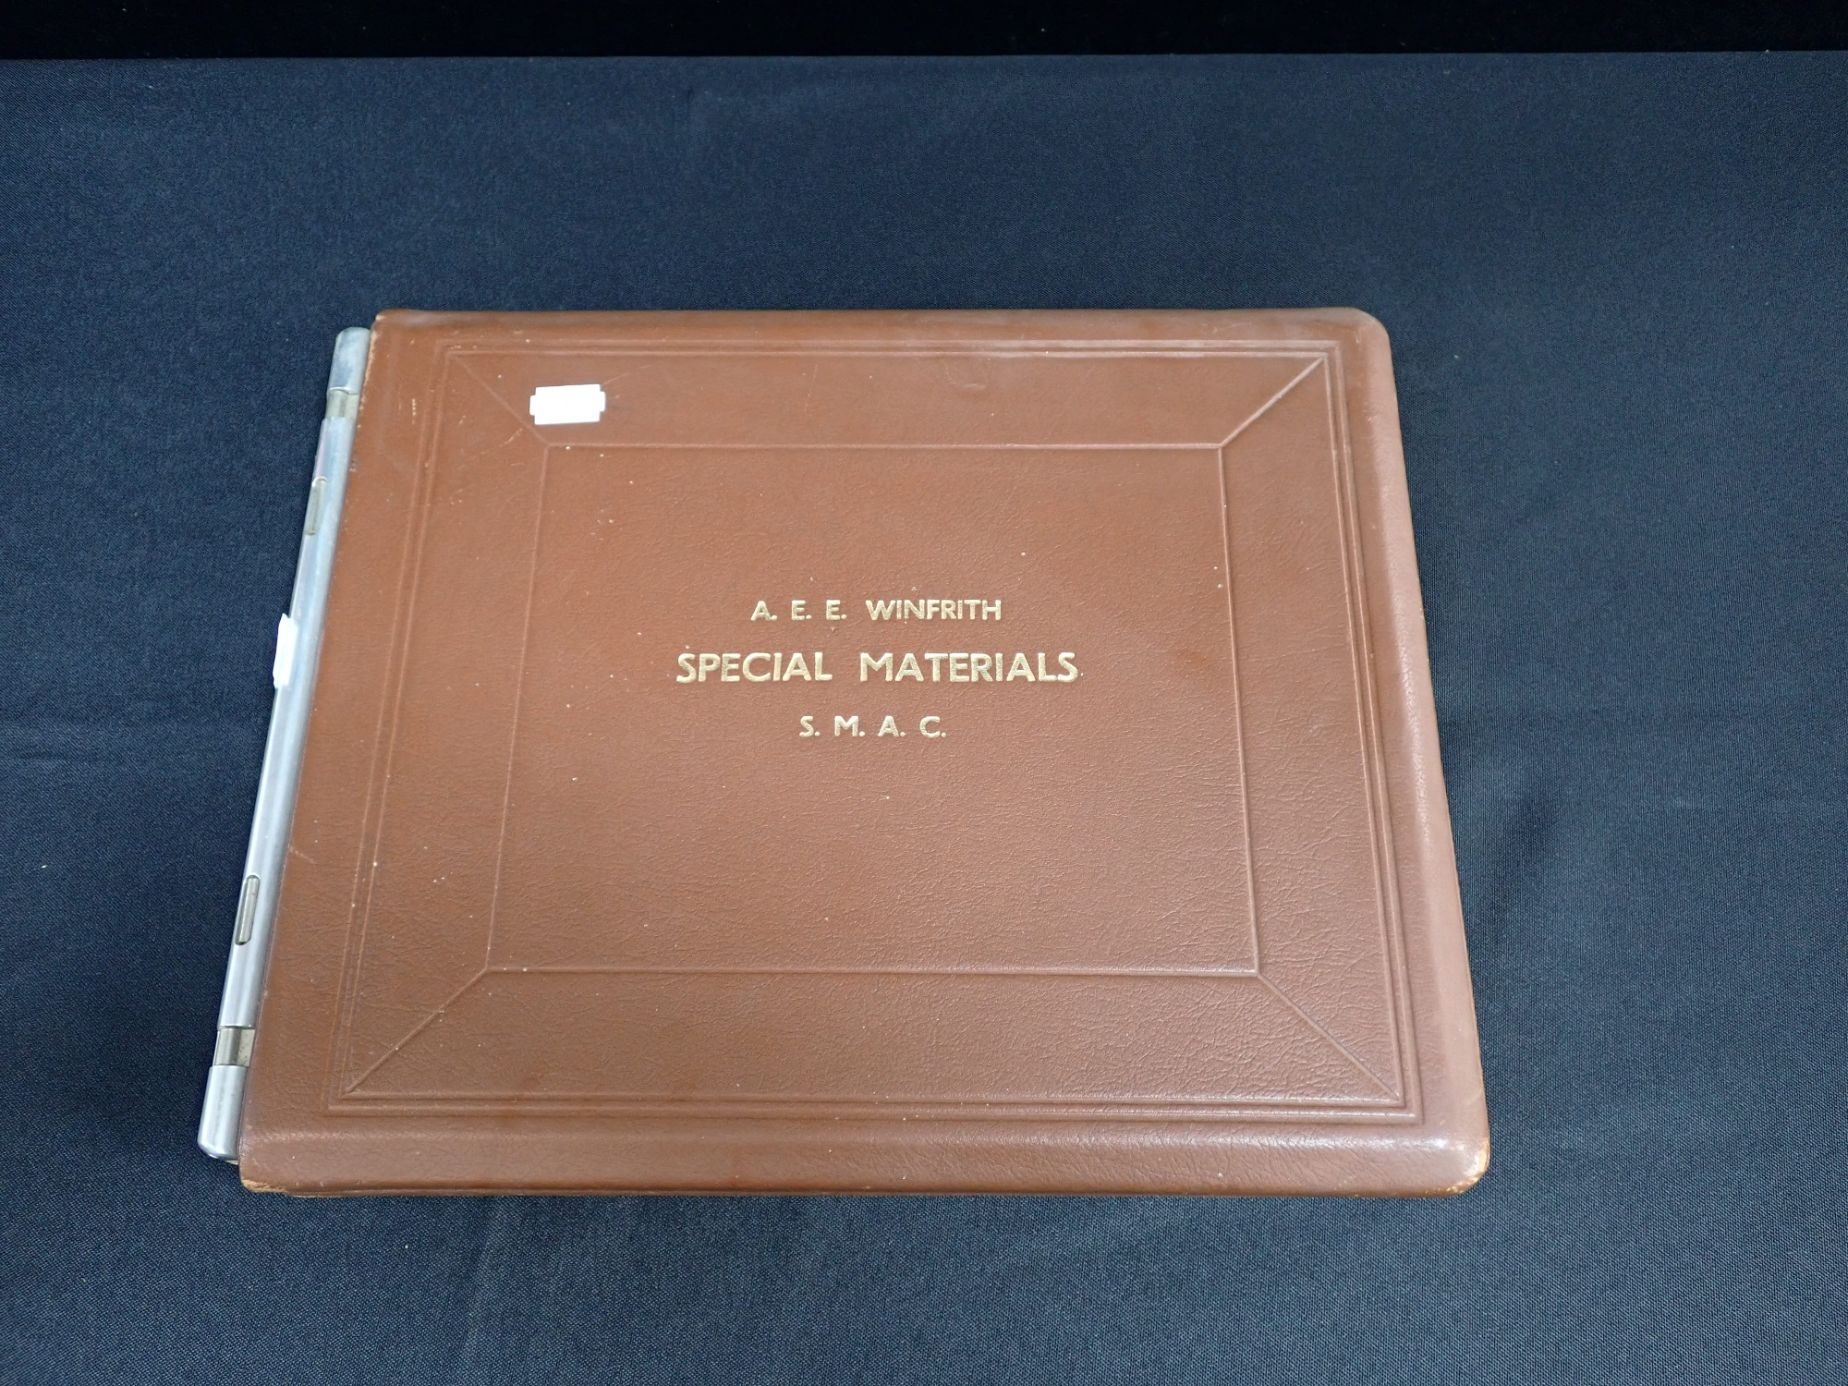 A. E. E. WINFRITH
SPECIAL MATERIALS
S. M. A. C.